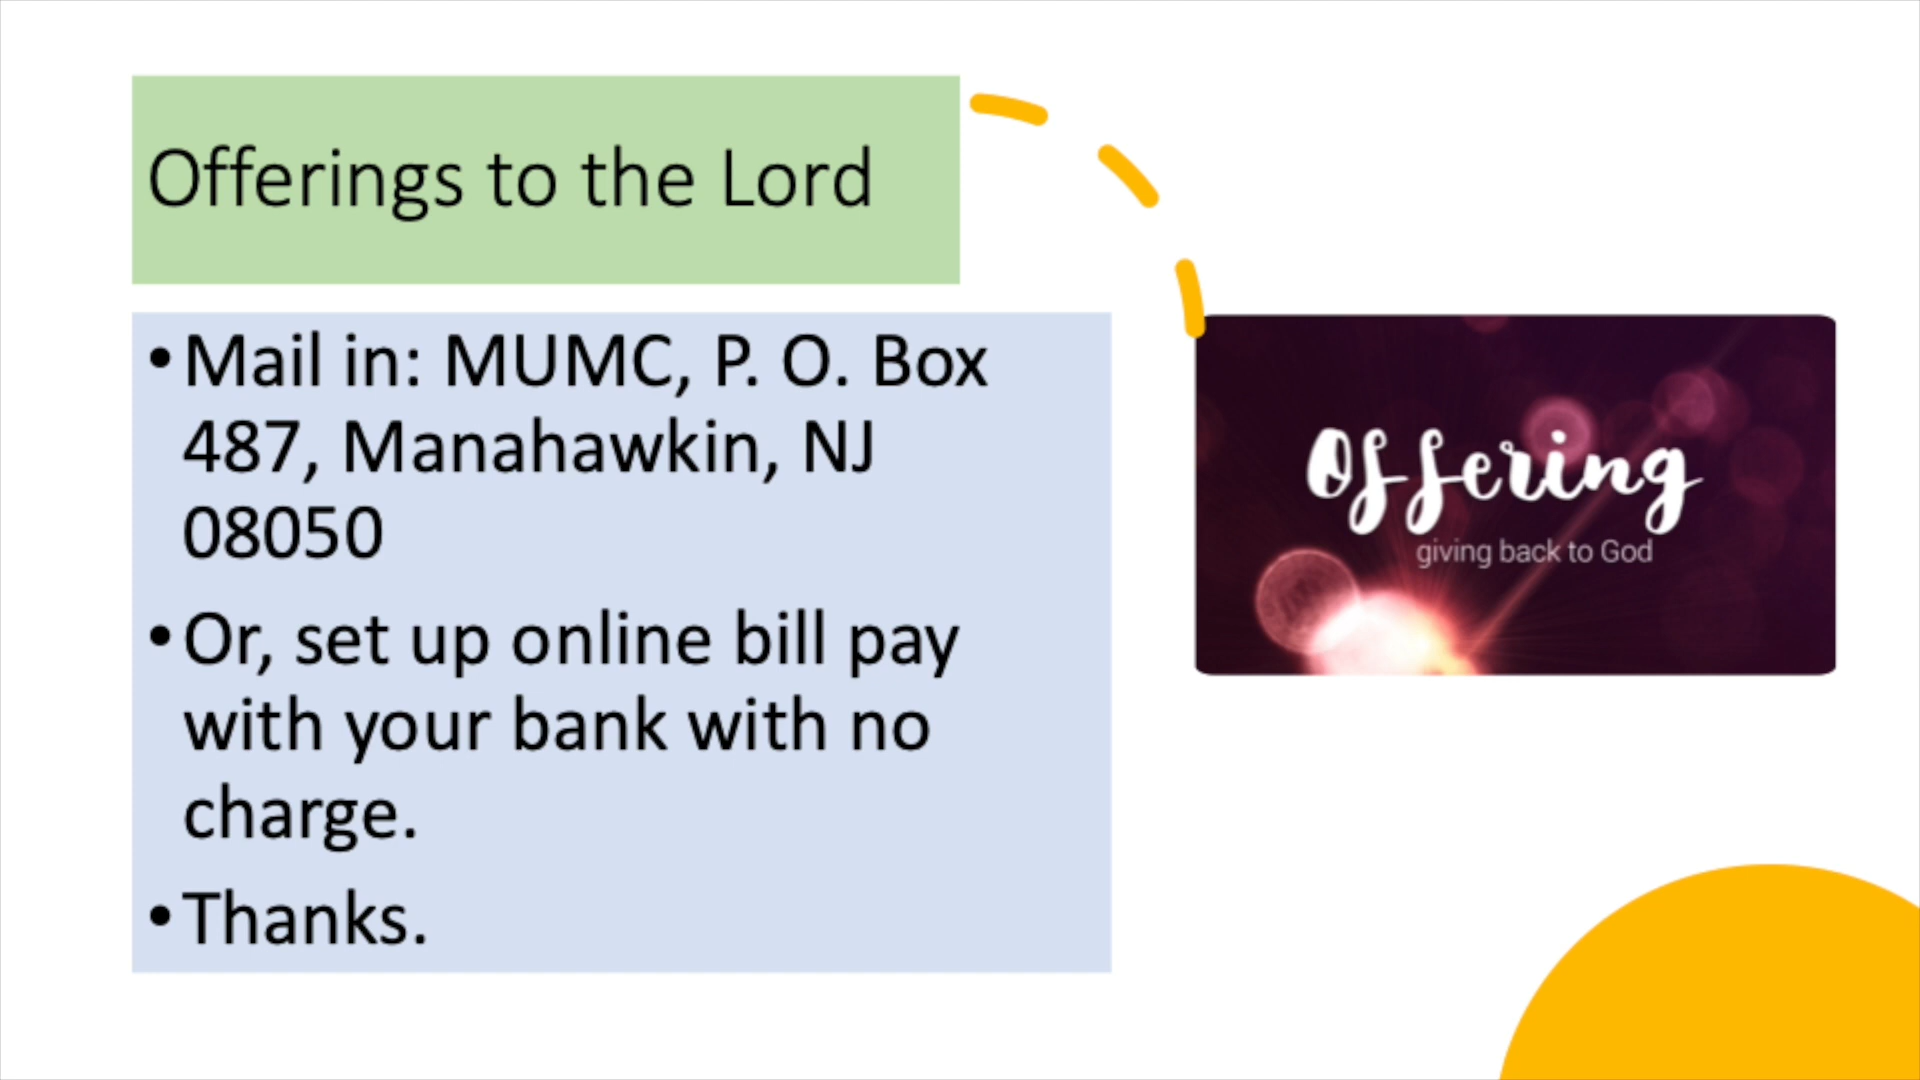 Offerings to the Lord
•Mail in: MUMC, P. O. Box
487, Manahawkin, NJ
08050
•Or, set up online bill pay
with your bank with no
charge.
•Thanks.
Offering
giving back to God